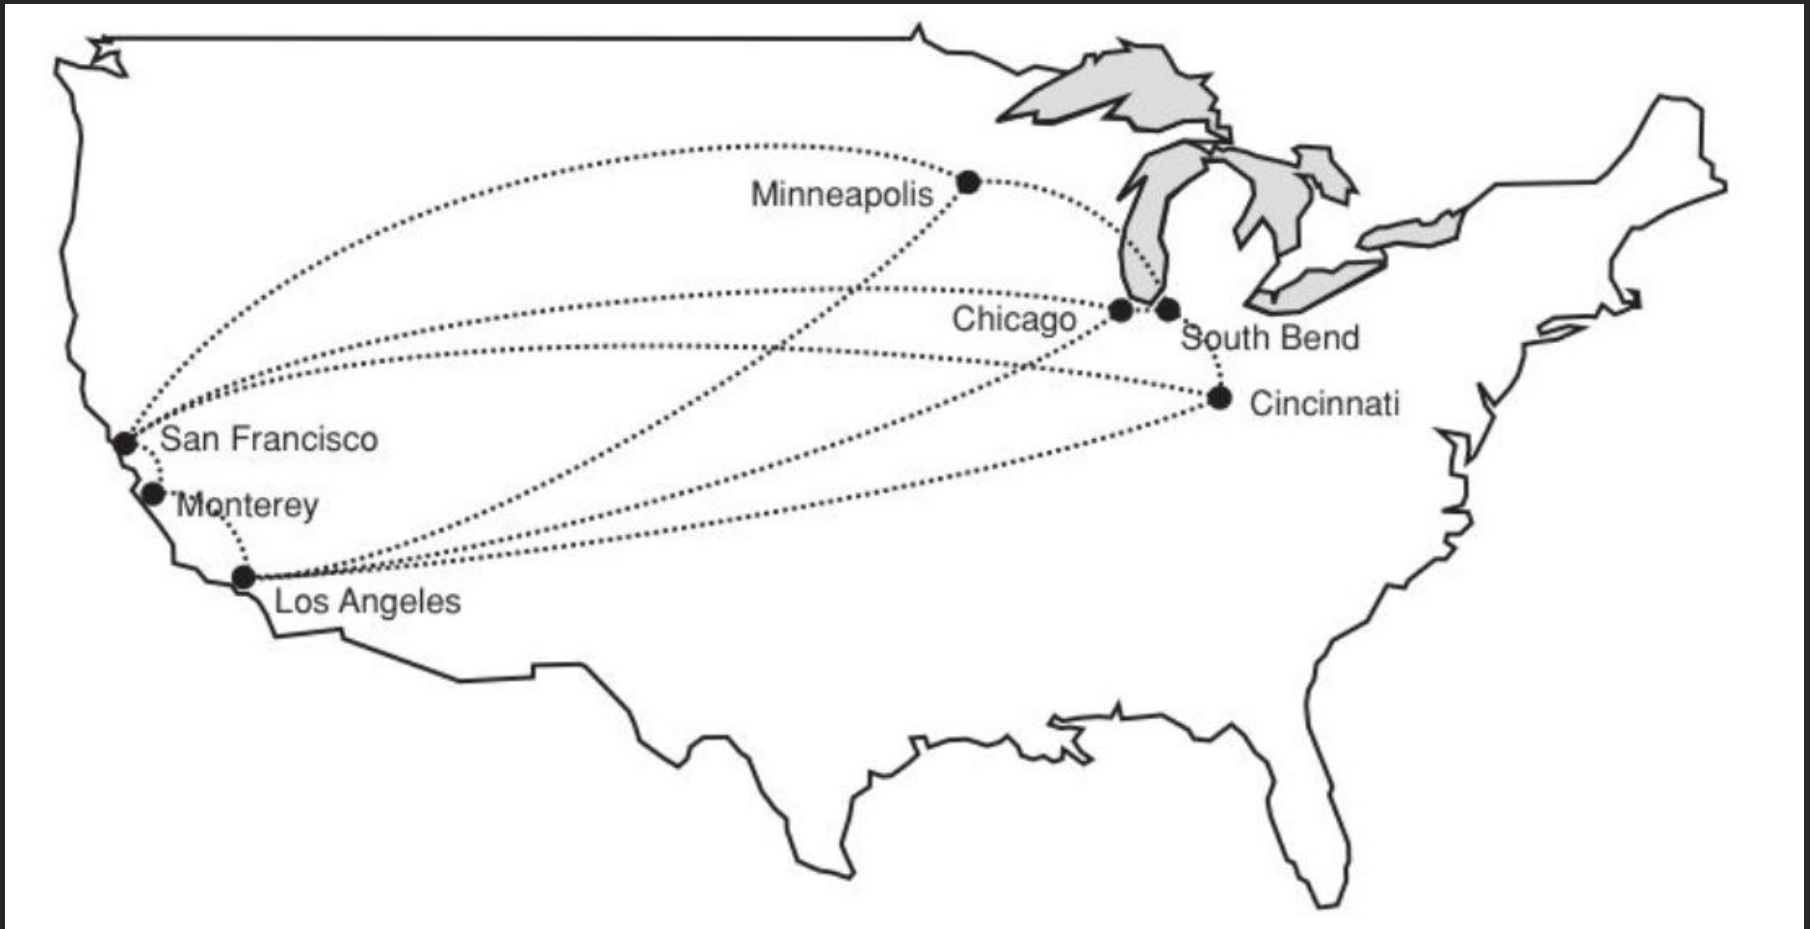 Minneapolis
Chicago
South Bend
Cincinnati
San Francisco
Monterey
Los Angeles